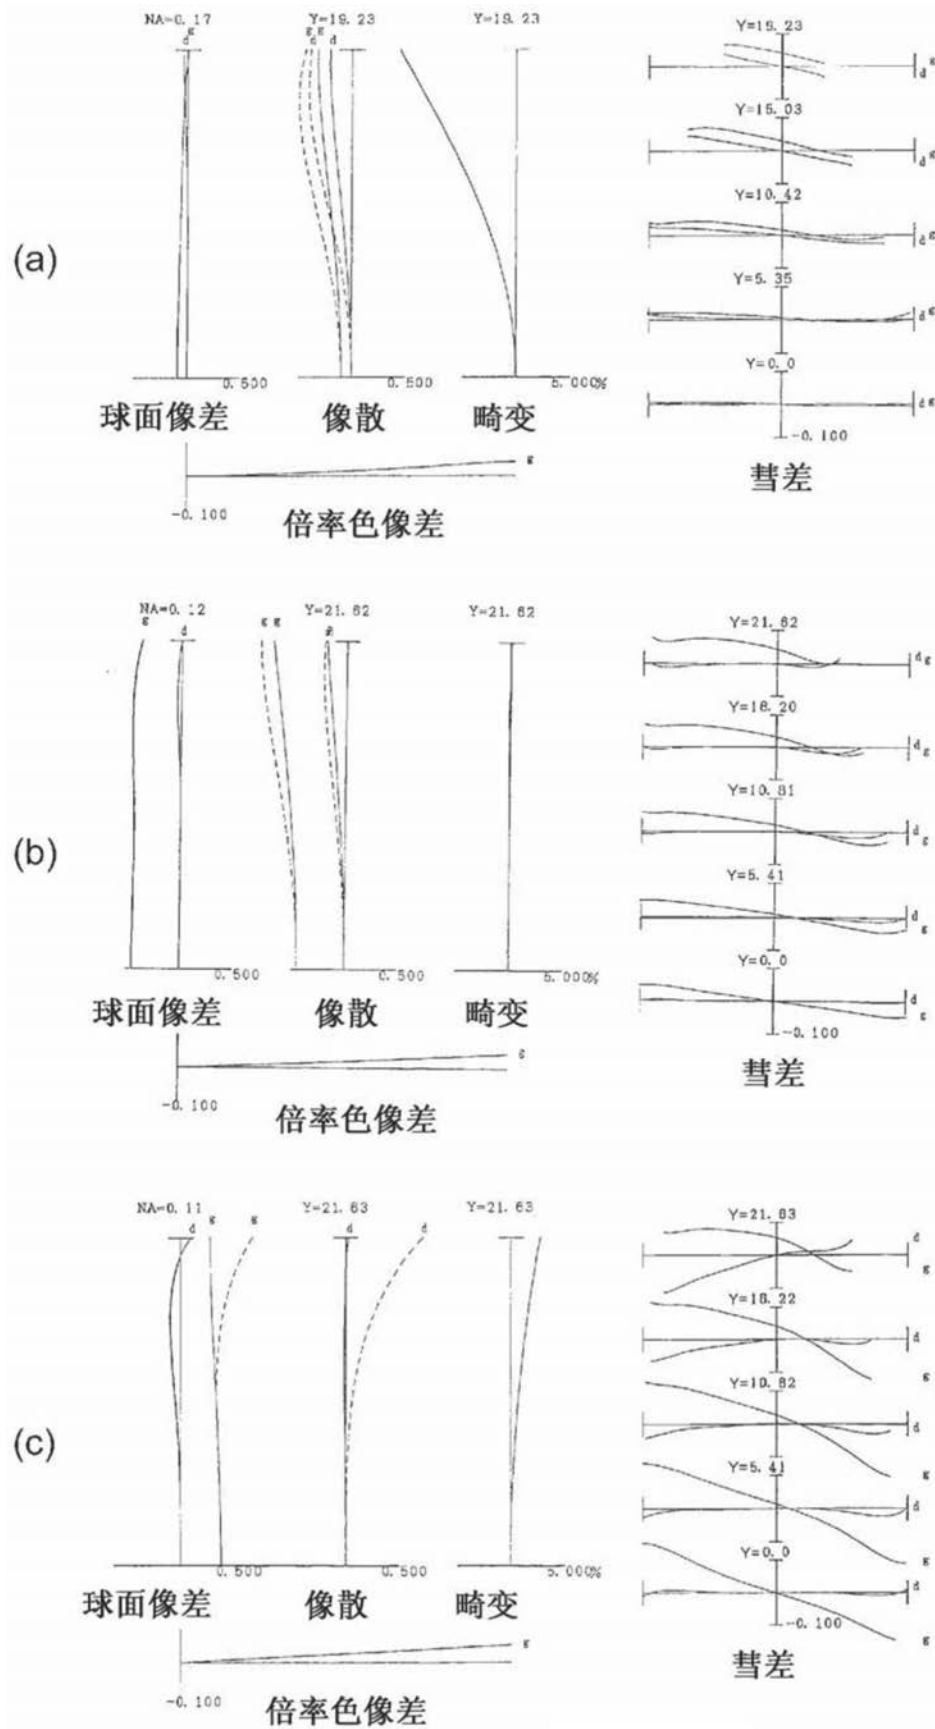 (a)
NA=0.17
g
d
Y=19.23
g g
d
Y=19.23
0.500
0.500
5.000%
球面像差
像散
畸变
g
-0.100
倍率色像差
Y=19.23
d g
Y=15.03
d g
Y=10.42
d g
Y=5.35
d g
Y=0.0
d g
-0.100
彗差
(b)
NA=0.12
g
d
Y=21.62
g g
Y=21.62
0.500
0.500
5.000%
球面像差
像散
畸变
g
-0.100
倍率色像差
Y=21.62
d g
Y=18.20
d g
Y=10.81
d
g
Y=5.41
d
g
Y=0.0
d
g
-0.100
彗差
(c)
NA=0.11
d
g
g
Y=21.63
d
d
Y=21.63
0.500
0.500
5.000%
球面像差
像散
畸变
g
-0.100
倍率色像差
Y=21.63
d
g
Y=18.22
d
g
Y=10.82
d
g
Y=5.41
d
g
Y=0.0
d
g
-0.100
彗差